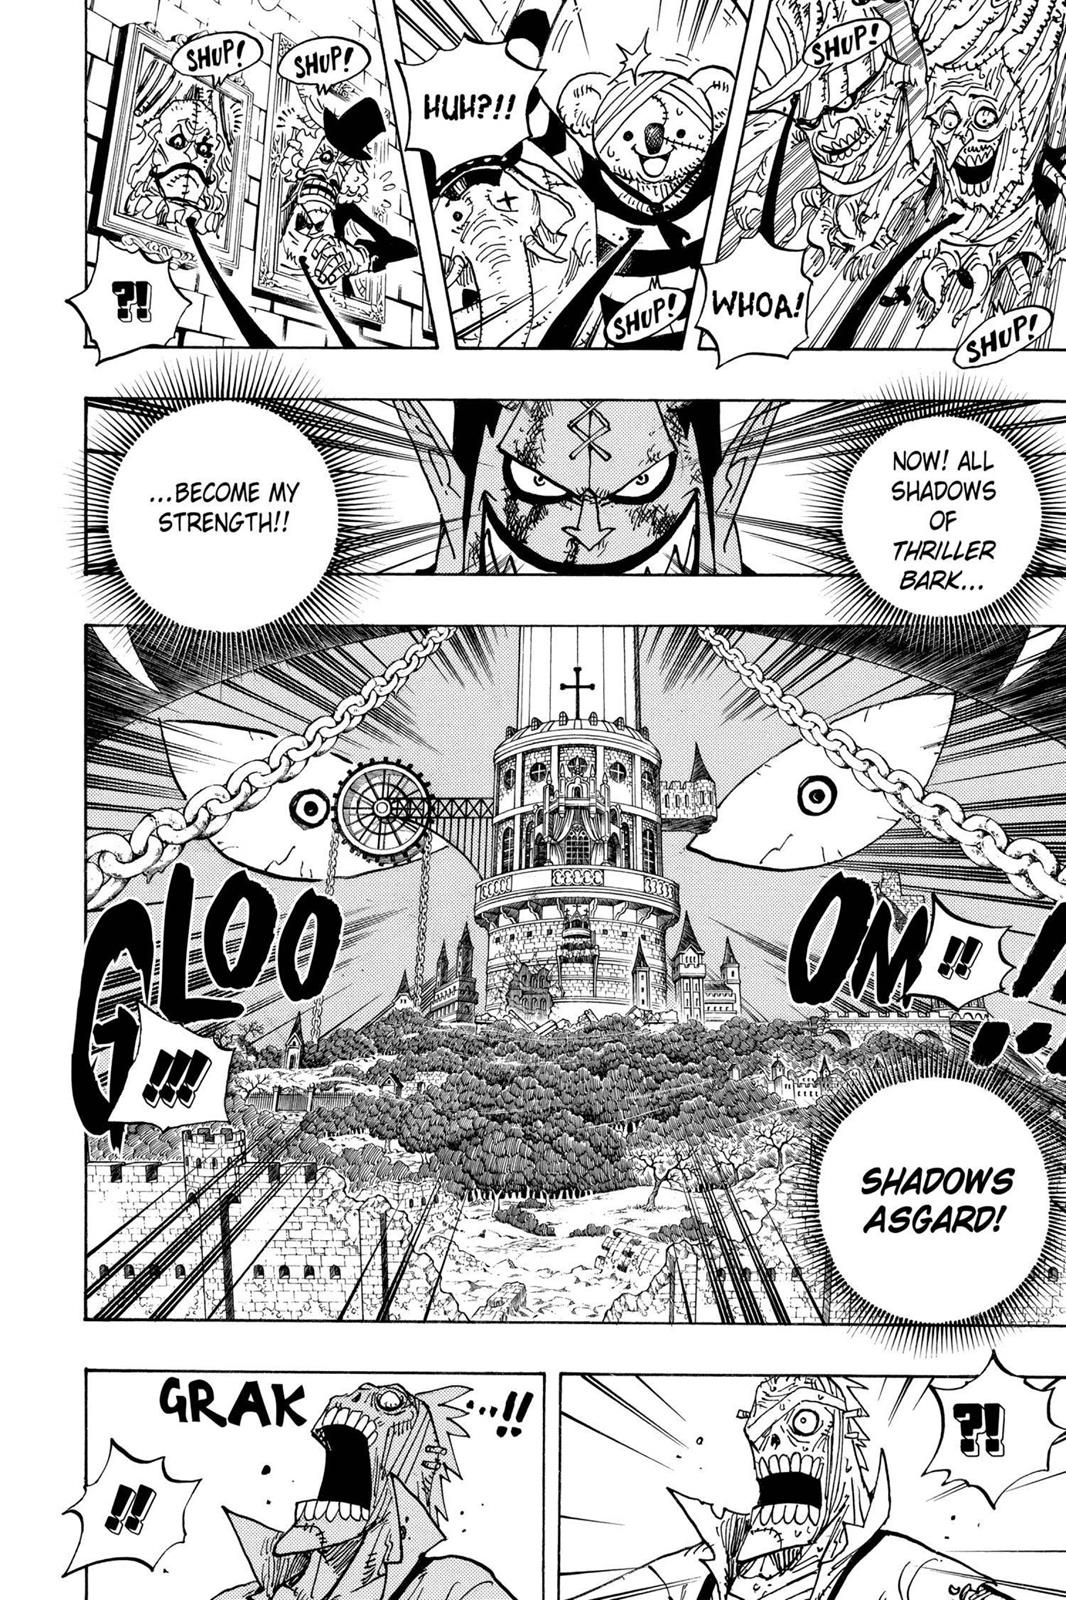 SHUP!
SHUP!
WHOA!
HUH?!!
SHUP!
SHUP!
SHUP!
?!
NOW! ALL
SHADOWS
OF
THRILLER
BARK...
...BECOME MY
STRENGTH!!
GLOO
OM
!!
!!
...
!!!
SHADOWS
ASGARD!
?!
GRAK
...!!
!!